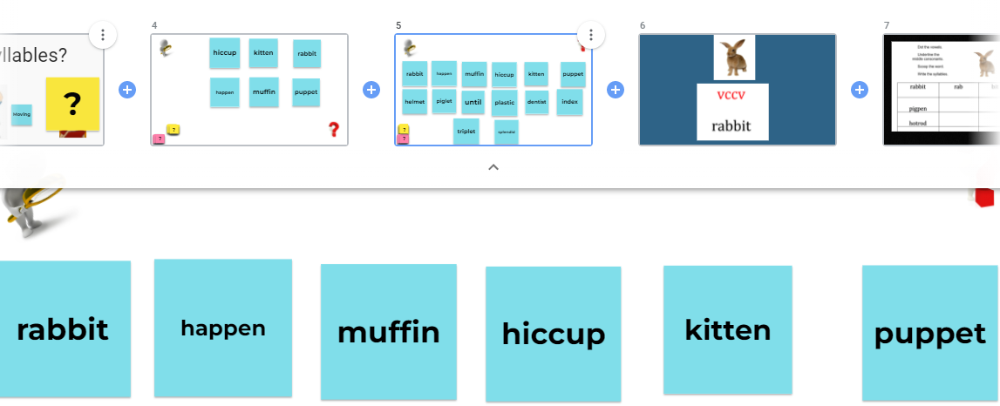 4
5
6
7
llables?
?
Moving
hiccup kitten rabbit
happen muffin puppet
?
?
?
rabbit happen muffin hiccup kitten puppet
helmet piglet until plastic dentist index
triplet splendid
?
?
VCCV
rabbit
Dot the vowels.
Underline the
middle consonants.
Scoop the word.
Write the syllables.
rabbit rab
pigpen
hotrod
rabbit happen muffin hiccup kitten puppet